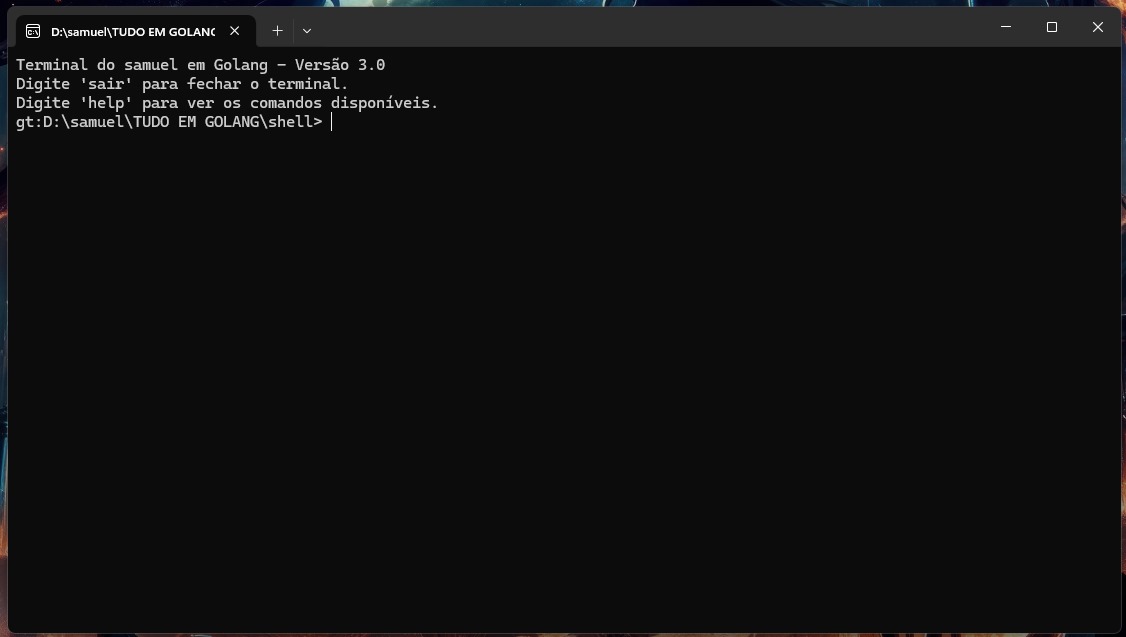 D:\samuel\TUDO EM GOLANG
Terminal do samuel em Golang - Versão 3.0
Digite 'sair' para fechar o terminal.
Digite 'help' para ver os comandos disponíveis.
gt:D:\samuel\TUDO EM GOLANG\shell>